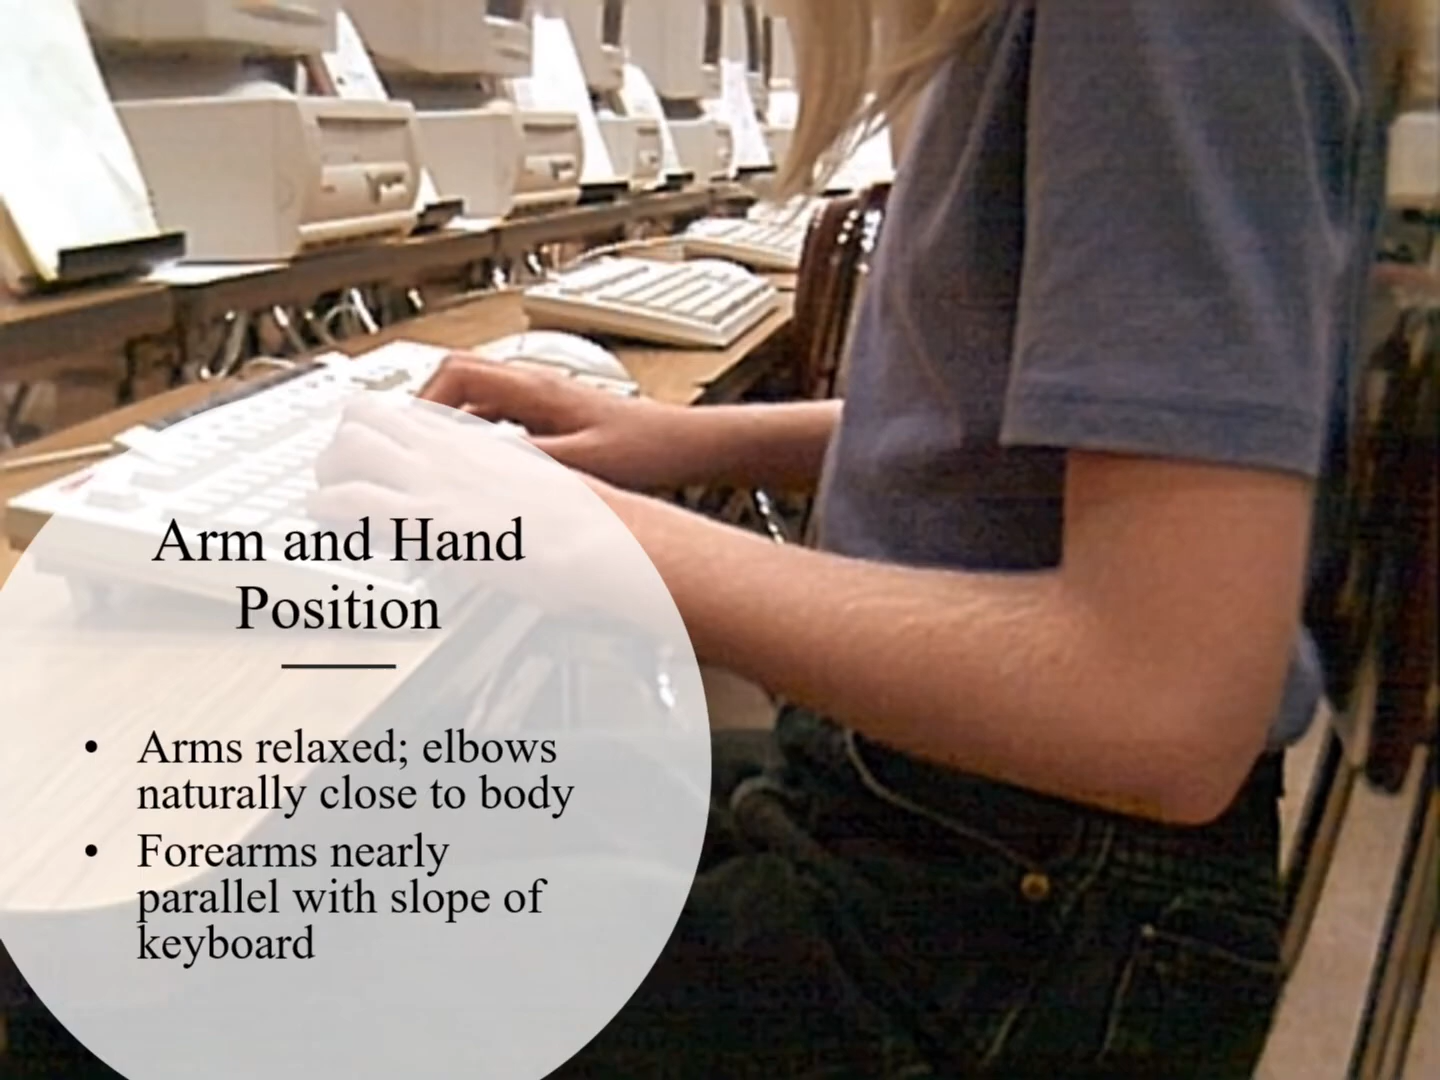 Arm and Hand
Position
• Arms relaxed; elbows
naturally close to body
• Forearms nearly
parallel with slope of
keyboard